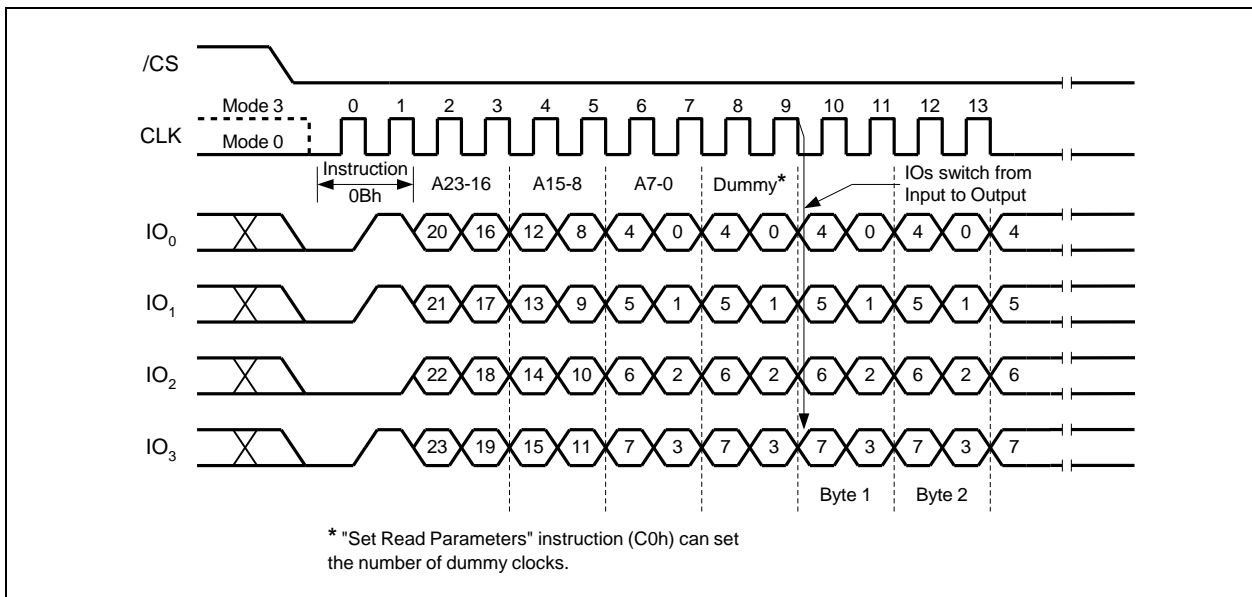 /CS
Mode 3 0 1 2 3 4 5 6 7 8 9 10 11 12 13
CLK
Mode 0
Instruction
0Bh
A23-16 A15-8 A7-0 Dummy*
IOs switch from
Input to Output
IO0 20 16 12 8 4 0 4 0 4 0 4 0 4
IO1 21 17 13 9 5 1 5 1 5 1 5 1 5
IO2 22 18 14 10 6 2 6 2 6 2 6 2 6
IO3 23 19 15 11 7 3 7 3 7 3 7 3 7
Byte 1 Byte 2
* "Set Read Parameters" instruction (C0h) can set
the number of dummy clocks.